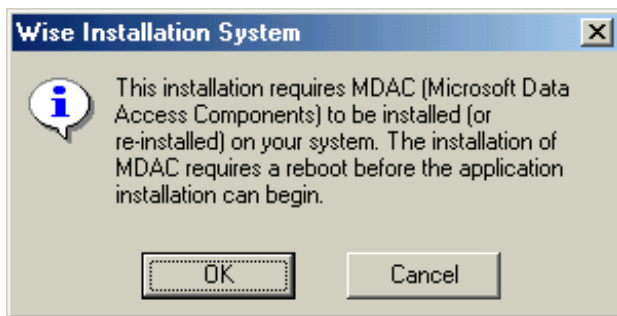 Wise Installation System
This installation requires MDAC (Microsoft Data
Access Components) to be installed (or
re-installed) on your system. The installation of
MDAC requires a reboot before the application
installation can begin.
OK
Cancel